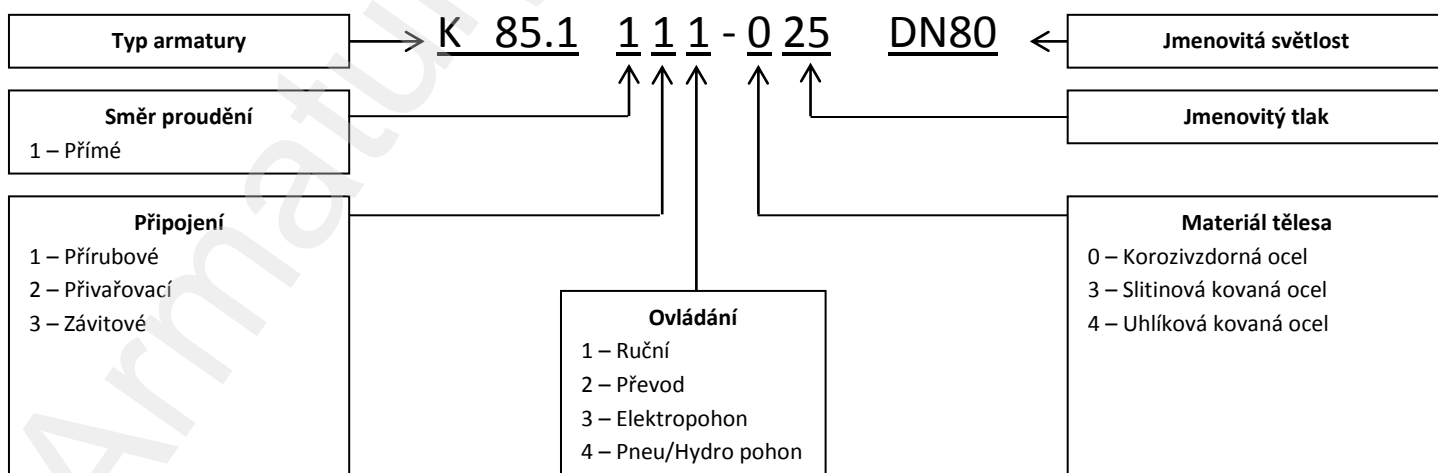 Typ armatury
K 85.1 1 1 1 - 0 25 DN80
Jmenovitá světlost
Směr proudění
1 – Přímé
Jmenovitý tlak
Připojení
1 – Přírubové
2 – Přivařovací
3 – Závitové
Ovládání
1 – Ruční
2 – Převod
3 – Elektropohon
4 – Pneu/Hydro pohon
Materiál tělesa
0 – Korozivzdorná ocel
3 – Slitinová kovaná ocel
4 – Uhlíková kovaná ocel
Armatu